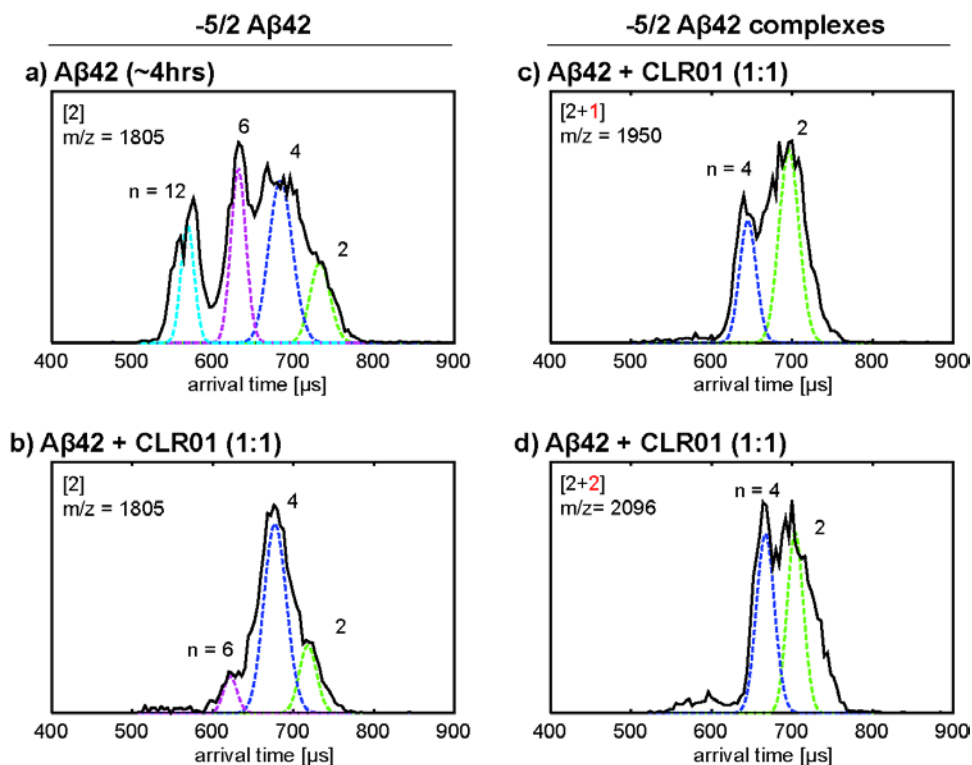 -5/2 Aβ42
-5/2 Aβ42 complexes
a) Aβ42 (~4hrs)
[2]
m/z = 1805
n = 12
6
4
2
400 500 600 700 800 900
arrival time [µs]
c) Aβ42 + CLR01 (1:1)
[2+1]
m/z = 1950
n = 4
2
400 500 600 700 800 900
arrival time [µs]
b) Aβ42 + CLR01 (1:1)
[2]
m/z = 1805
n = 6
4
2
400 500 600 700 800 900
arrival time [µs]
d) Aβ42 + CLR01 (1:1)
[2+2]
m/z= 2096
n = 4
2
400 500 600 700 800 900
arrival time [µs]